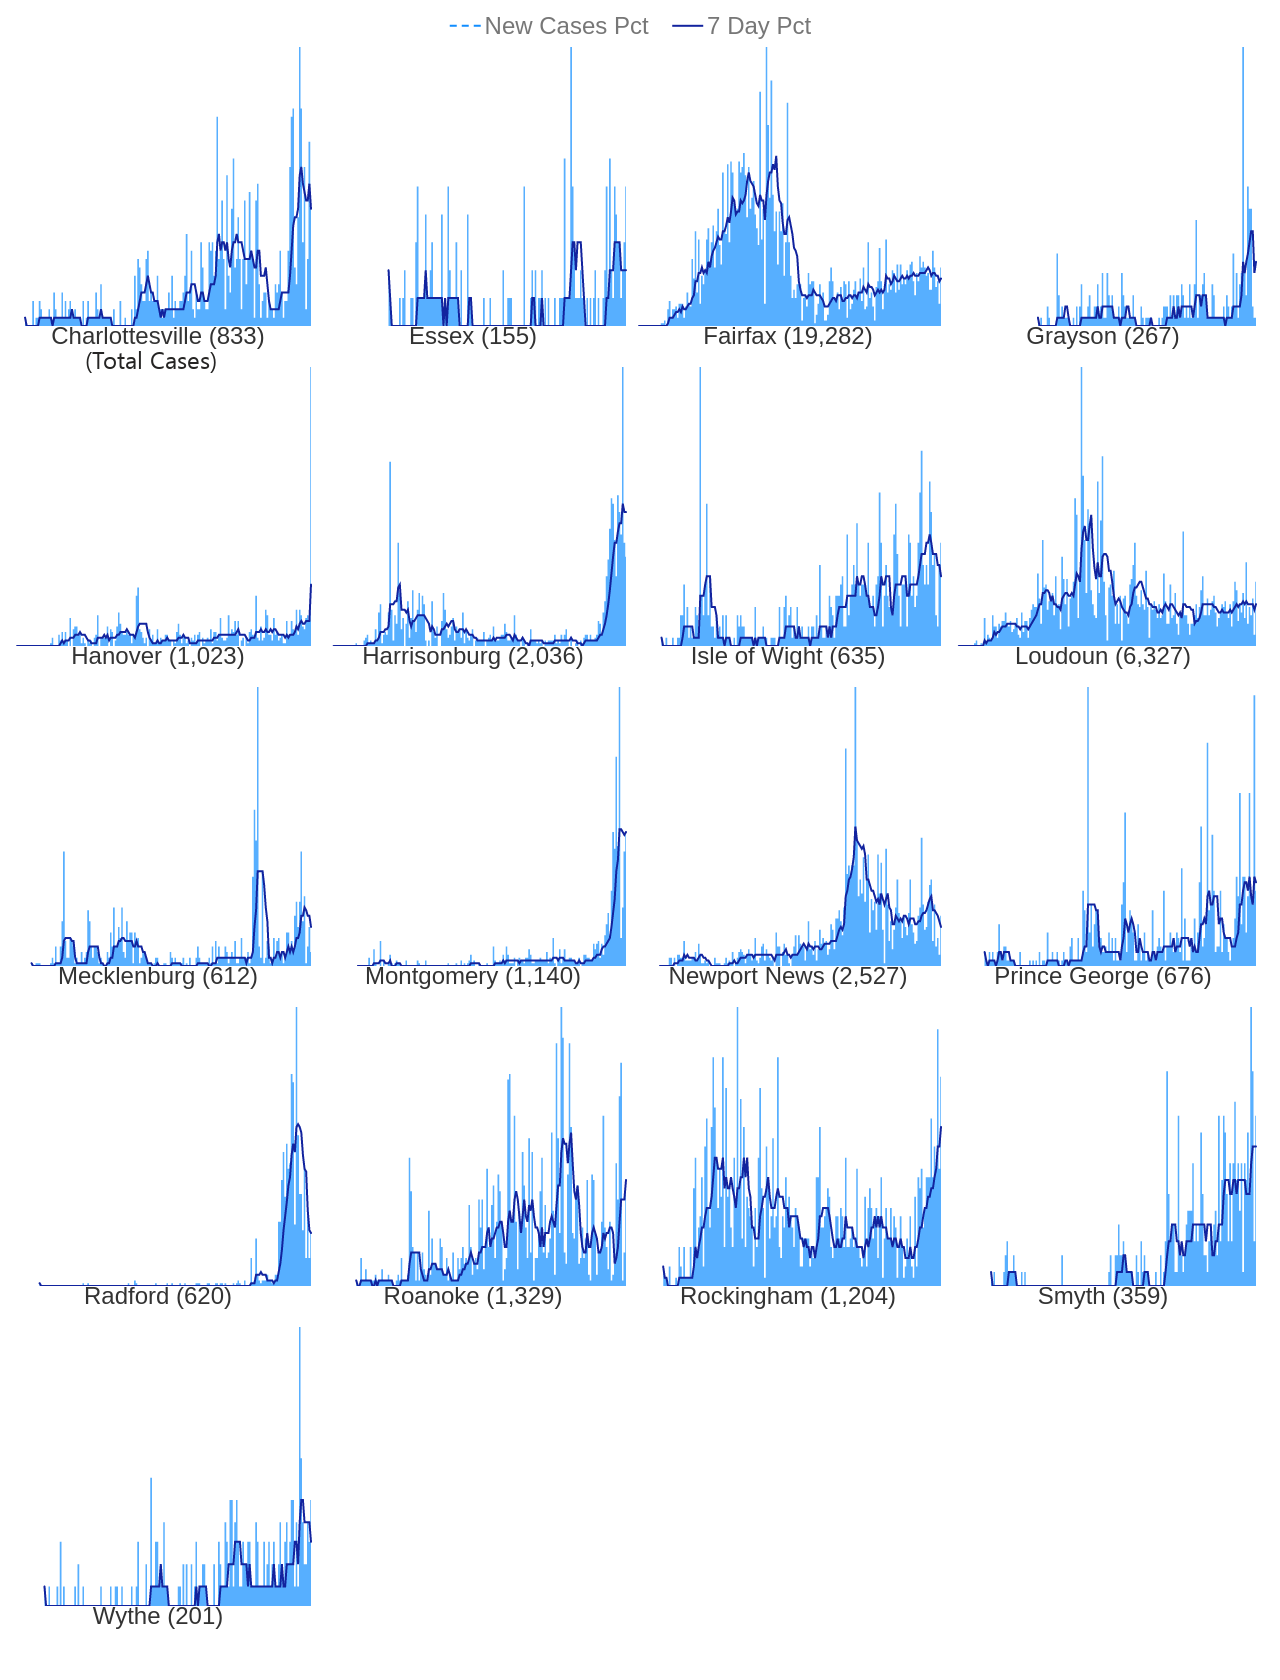 New Cases Pct 7 Day Pct
Charlottesville (833) Essex (155) Fairfax (19,282) Grayson (267)
(Total Cases)
Hanover (1,023) Harrisonburg (2,036) Isle of Wight (635) Loudoun (6,327)
Mecklenburg (612) Montgomery (1,140) Newport News (2,527) Prince George (676)
Radford (620) Roanoke (1,329) Rockingham (1,204) Smyth (359)
Wythe (201)